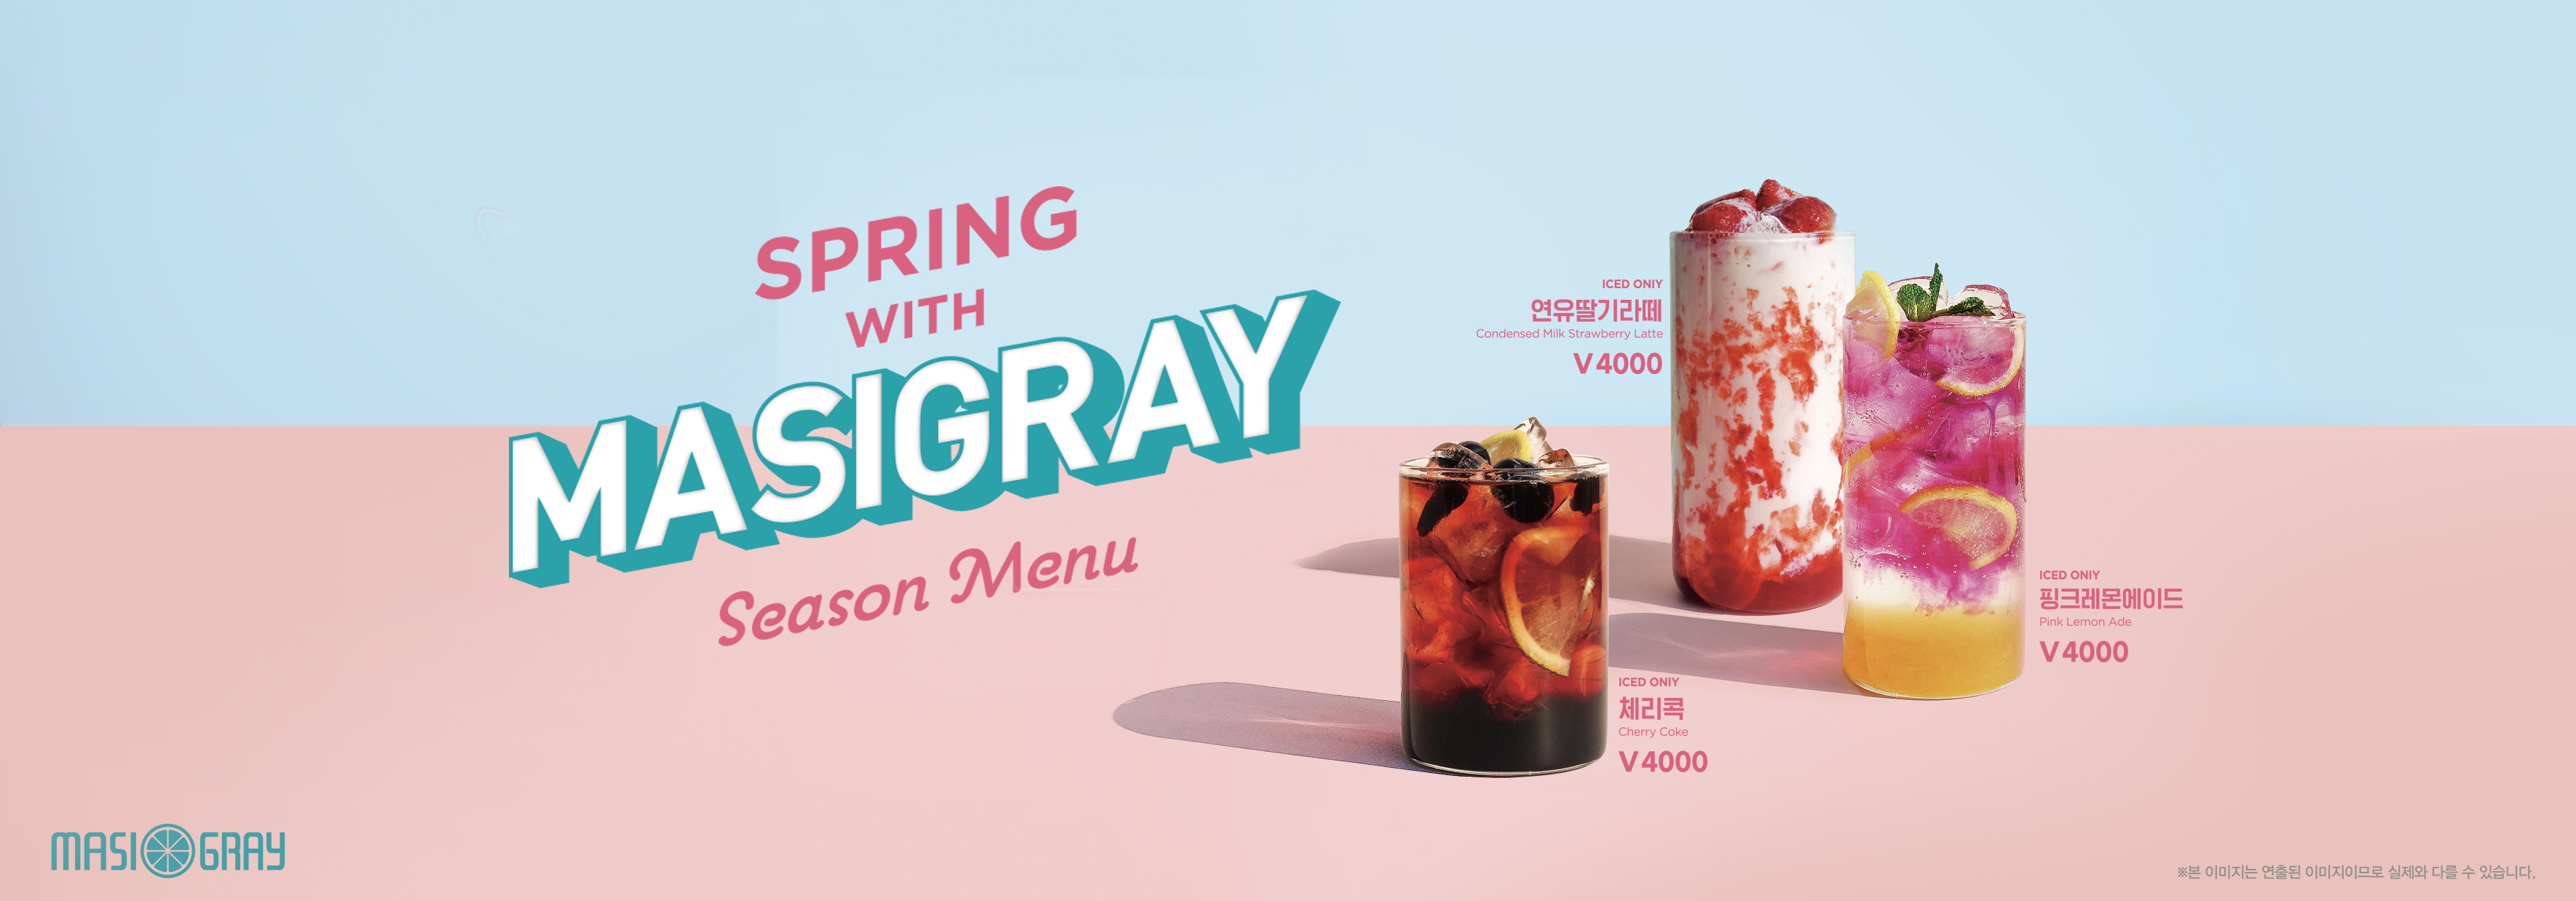 SPRING
WITH
MASIGRAY
Season Menu
ICED ONIY
연유딸기라떼
Condensed Milk Strawberry Latte
V 4000
ICED ONIY
핑크레몬에이드
Pink Lemon Ade
V 4000
ICED ONIY
체리콕
Cherry Coke
V 4000
MASI GRAY
※본 이미지는 연출된 이미지이므로 실제와 다를 수 있습니다.